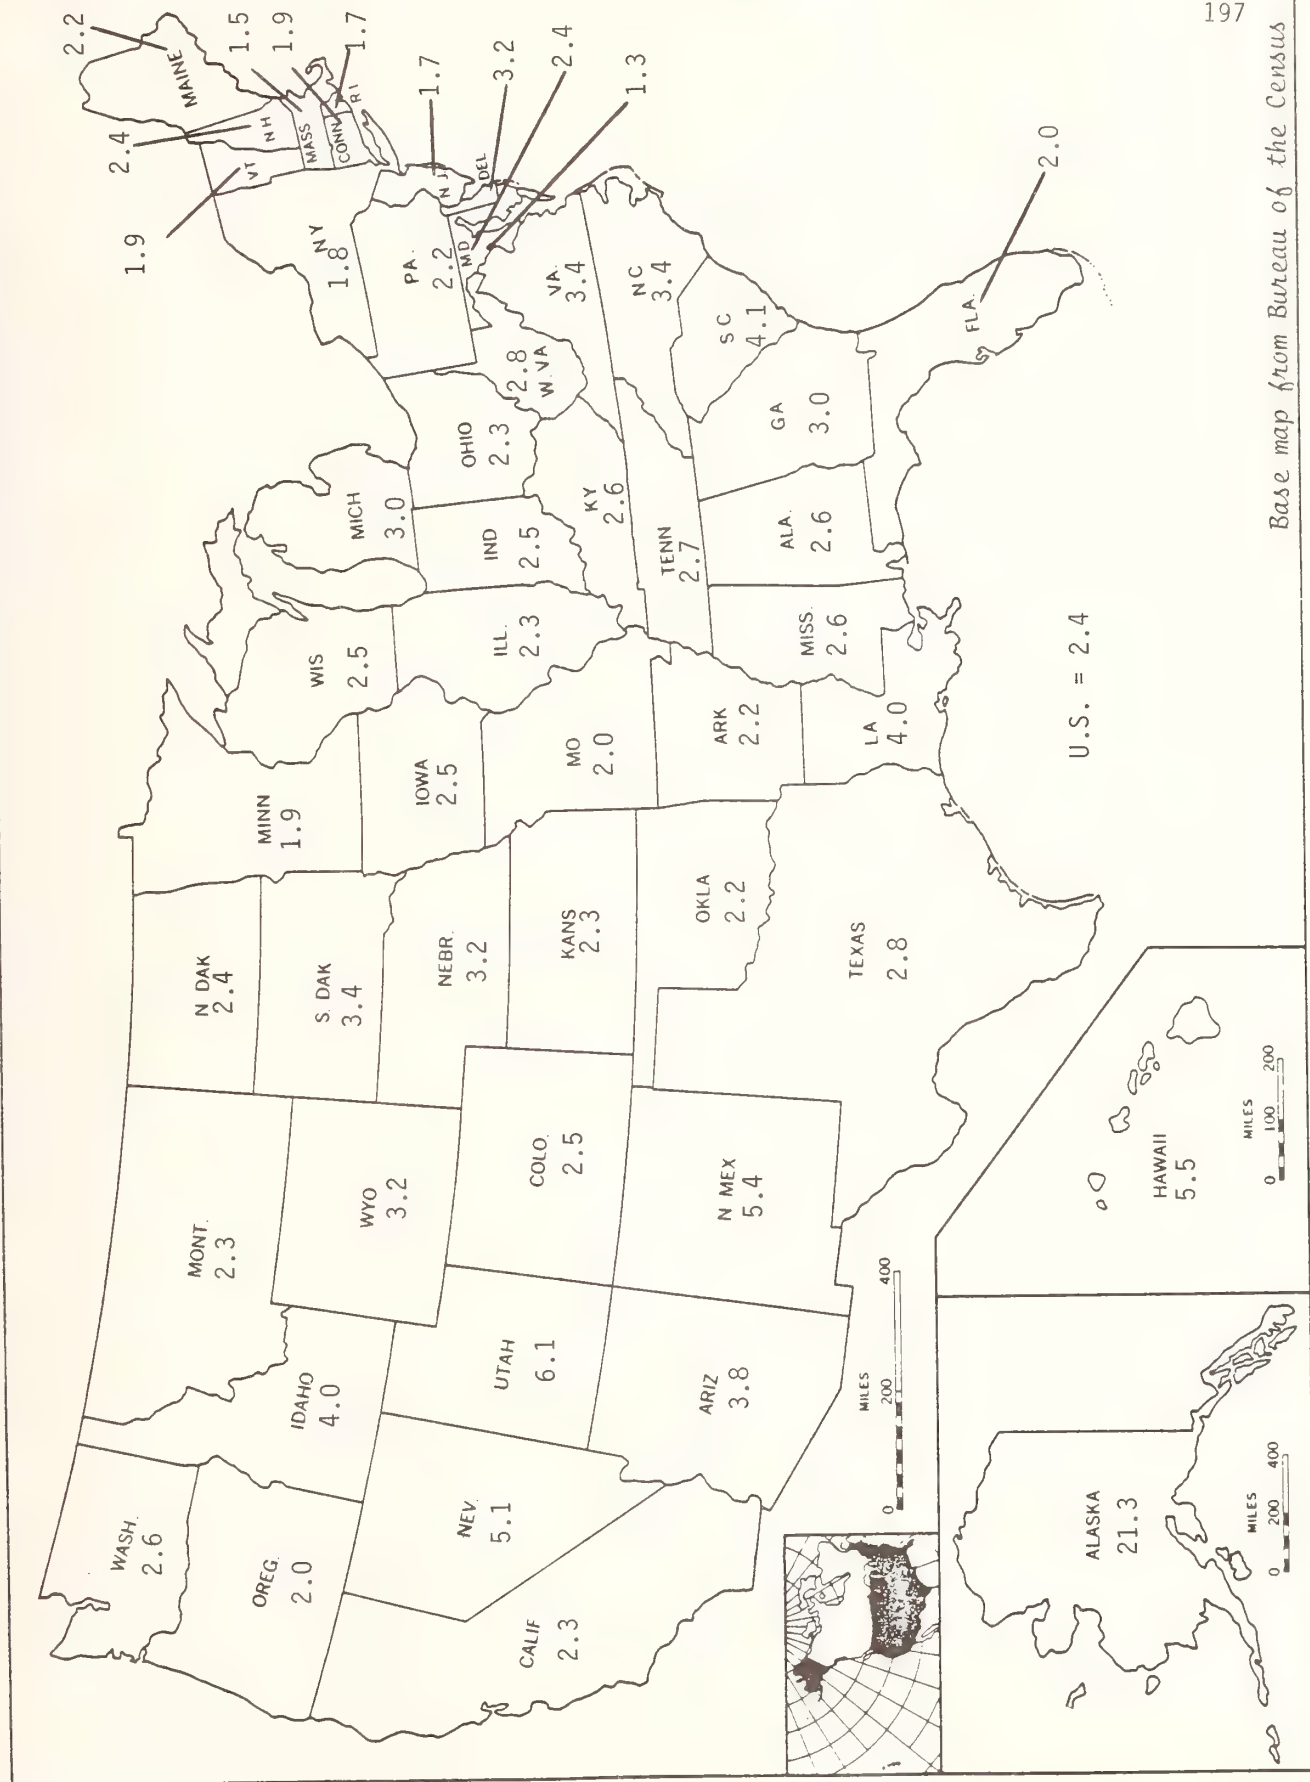 197
WASH.
2.6
OREG.
2.0
CALIF
2.3
NEV.
5.1
IDAHO
4.0
MONT.
2.3
WYO
3.2
UTAH
6.1
COLO.
2.5
ARIZ
3.8
N MEX
5.4
N DAK
2.4
S. DAK
3.4
NEBR.
3.2
KANS
2.3
OKLA
2.2
TEXAS
2.8
MINN
1.9
IOWA
2.5
MO
2.0
ARK
2.2
LA
4.0
WIS
2.5
ILL.
2.3
MICH
3.0
IND
2.5
OHIO
2.3
KY
2.6
TENN
2.7
MISS.
2.6
ALA.
2.6
GA
3.0
FLA.
2.0
S C
4.1
N C
3.4
VA.
3.4
2.8
W. VA
PA.
2.2
NY
1.8
VT
1.9
N H
2.4
MAINE
2.2
MASS
1.5
CONN
1.9
R I
1.7
N J
1.7
DEL
3.2
MD
2.4
1.3
U.S. = 2.4
MILES
0 200 400
ALASKA
21.3
MILES
0 200 400
HAWAII
5.5
MILES
0 100 200
Base map from Bureau of the Census